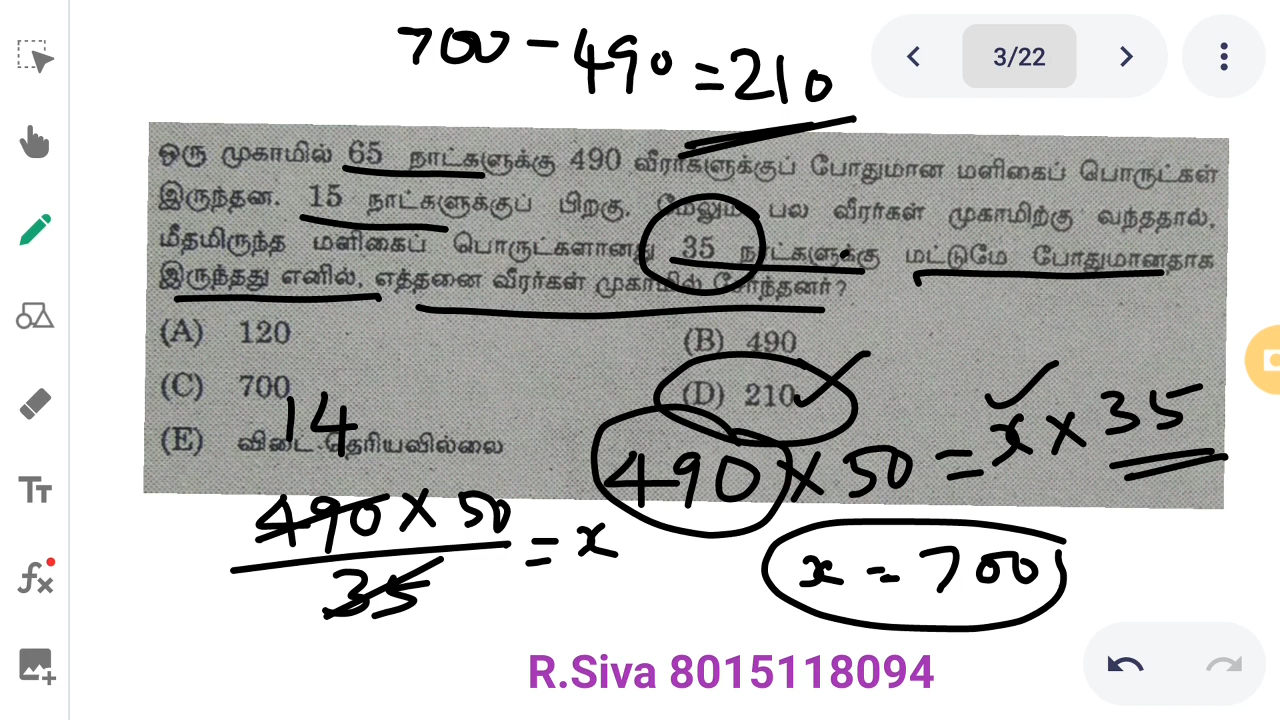 700 - 490 = 210
3/22
ஒரு முகாமில் 65 நாட்களுக்கு 490 வீரர்களுக்குப் போதுமான மளிகைப் பொருட்கள்
இருந்தன. 15 நாட்களுக்குப் பிறகு, மேலும் பல வீரர்கள் முகாமிற்கு வந்ததால்,
மீதமிருந்த மளிகைப் பொருட்களானது 35 நாட்களுக்கு மட்டுமே போதுமானதாக
இருந்தது எனில், எத்தனை வீரர்கள் முகாமில் சேர்ந்தனர்?
(A) 120
(B) 490
(C) 700
(D) 210
(E) விடை தெரியவில்லை
14
490 × 50 = x × 35
490 × 50
35
= x
x = 700
Tт
fx
R.Siva 8015118094